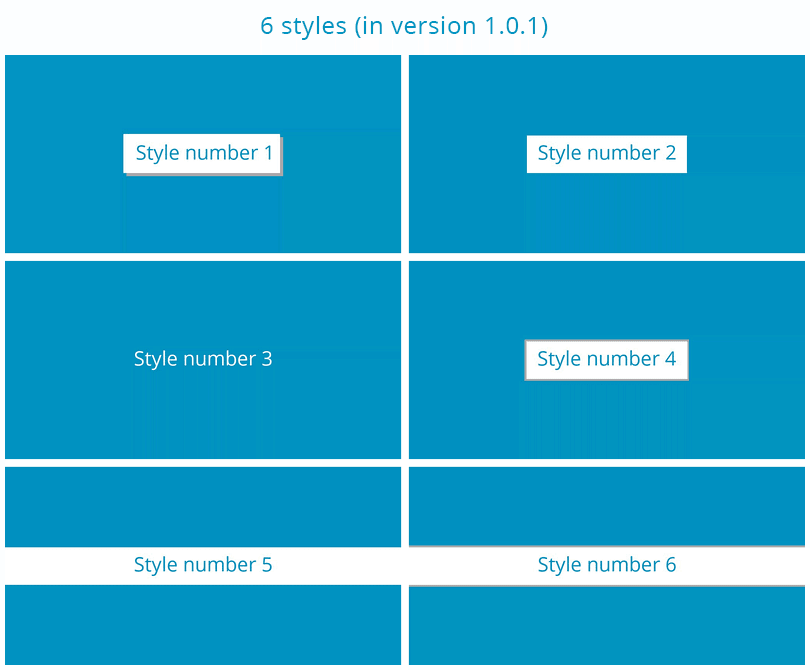 6 styles (in version 1.0.1)
Style number 1
Style number 2
Style number 3
Style number 4
Style number 5
Style number 6